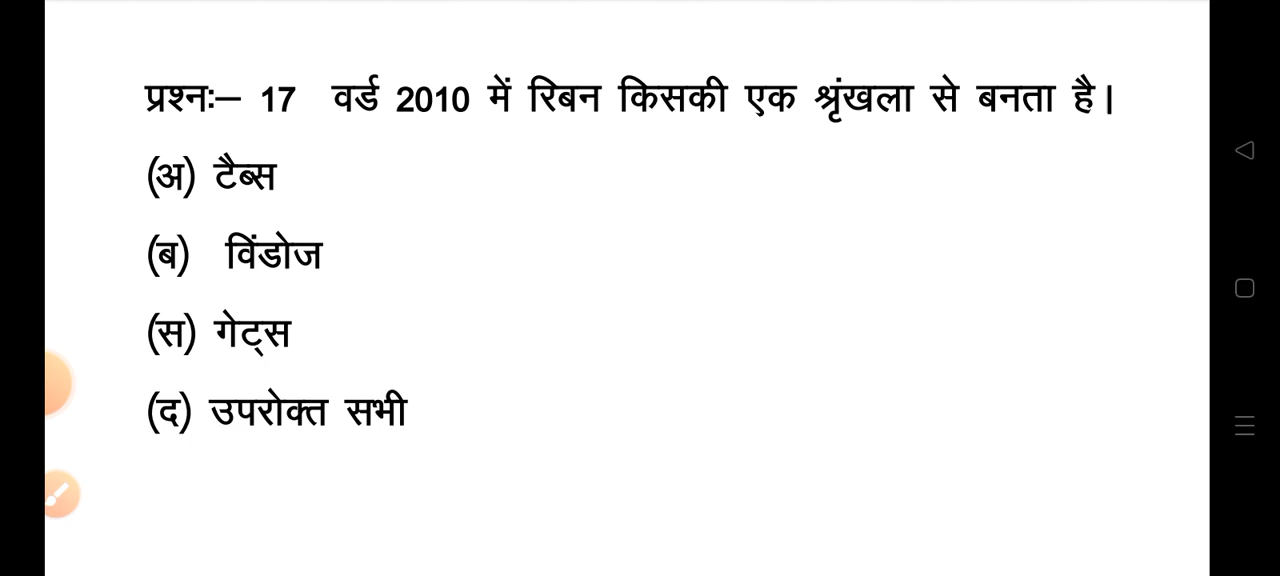 प्रश्नः– 17 वर्ड 2010 में रिबन किसकी एक श्रृंखला से बनता है।
(अ) टैब्स
(ब) विंडोज
(स) गेट्स
(द) उपरोक्त सभी